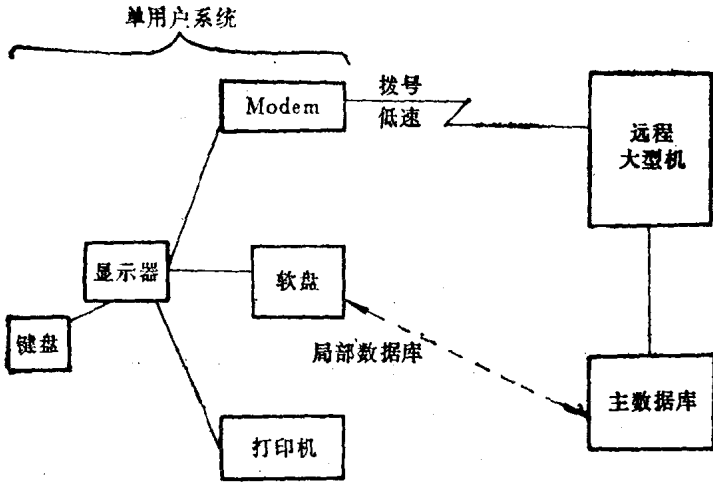 单用户系统
Modem
拨号
低速
远程
大型机
显示器
软盘
键盘
局部数据库
主数据库
打印机